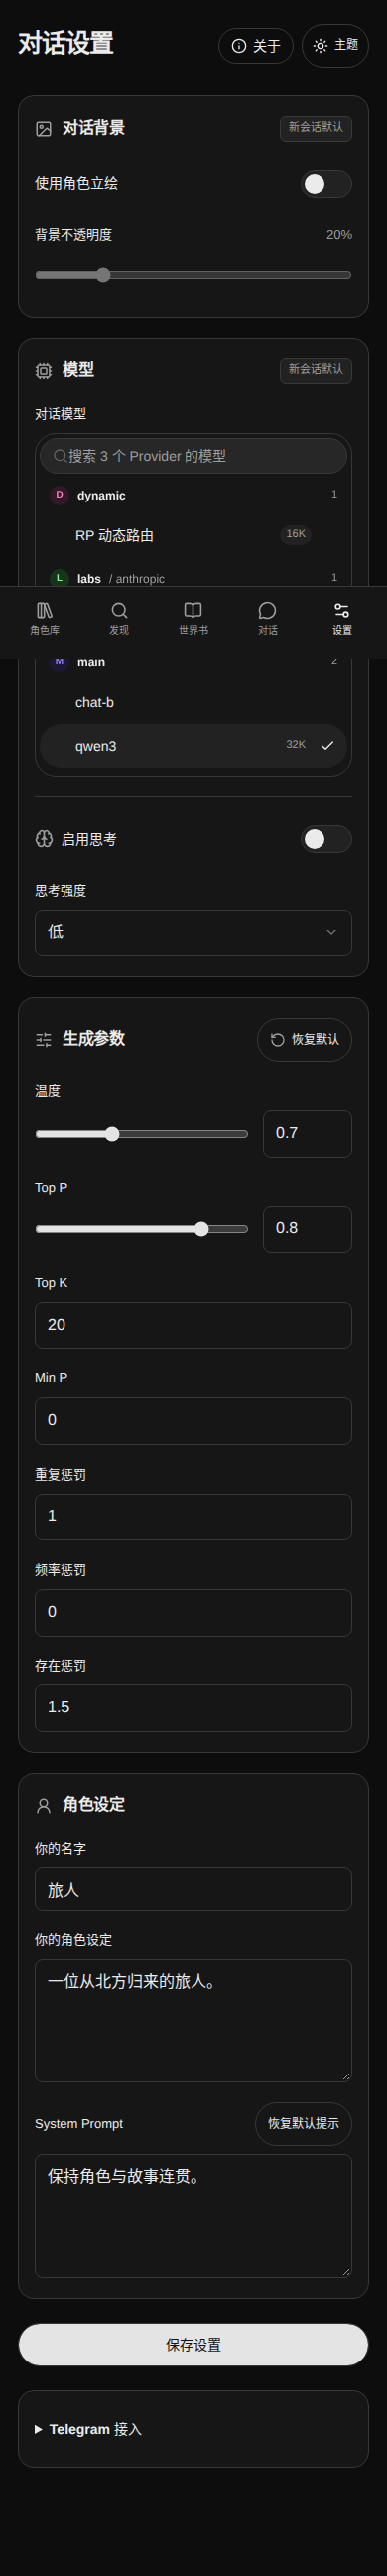 对话设置
关于
主题
对话背景
新会话默认
使用角色立绘
背景不透明度
20%
模型
新会话默认
对话模型
搜索 3 个 Provider 的模型
D
dynamic
1
RP 动态路由
16K
L
labs / anthropic
1
角色库
发现
世界书
对话
设置
M
main
2
chat-b
qwen3
32K
启用思考
思考强度
低
生成参数
恢复默认
温度
0.7
Top P
0.8
Top K
20
Min P
0
重复惩罚
1
频率惩罚
0
存在惩罚
1.5
角色设定
你的名字
旅人
你的角色设定
一位从北方归来的旅人。
System Prompt
恢复默认提示
保持角色与故事连贯。
保存设置
Telegram 接入